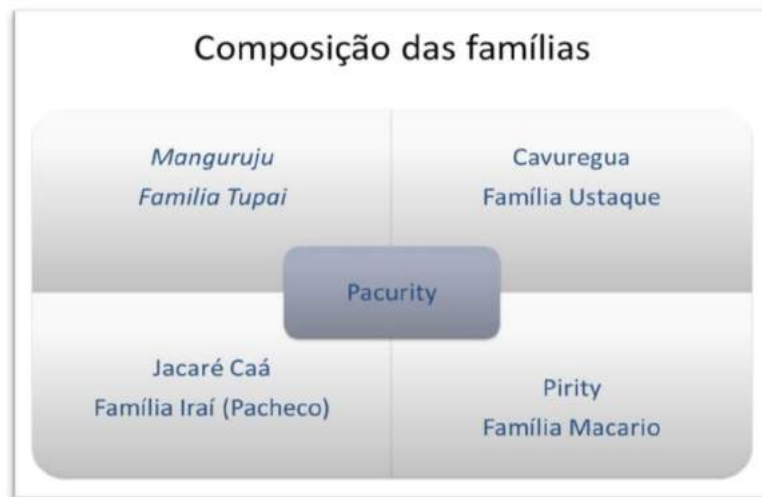 Composição das famílias
Manguruju
Familia Tupai
Cavuregua
Família Ustaque
Pacurity
Jacaré Caá
Família Iraí (Pacheco)
Pirity
Família Macario